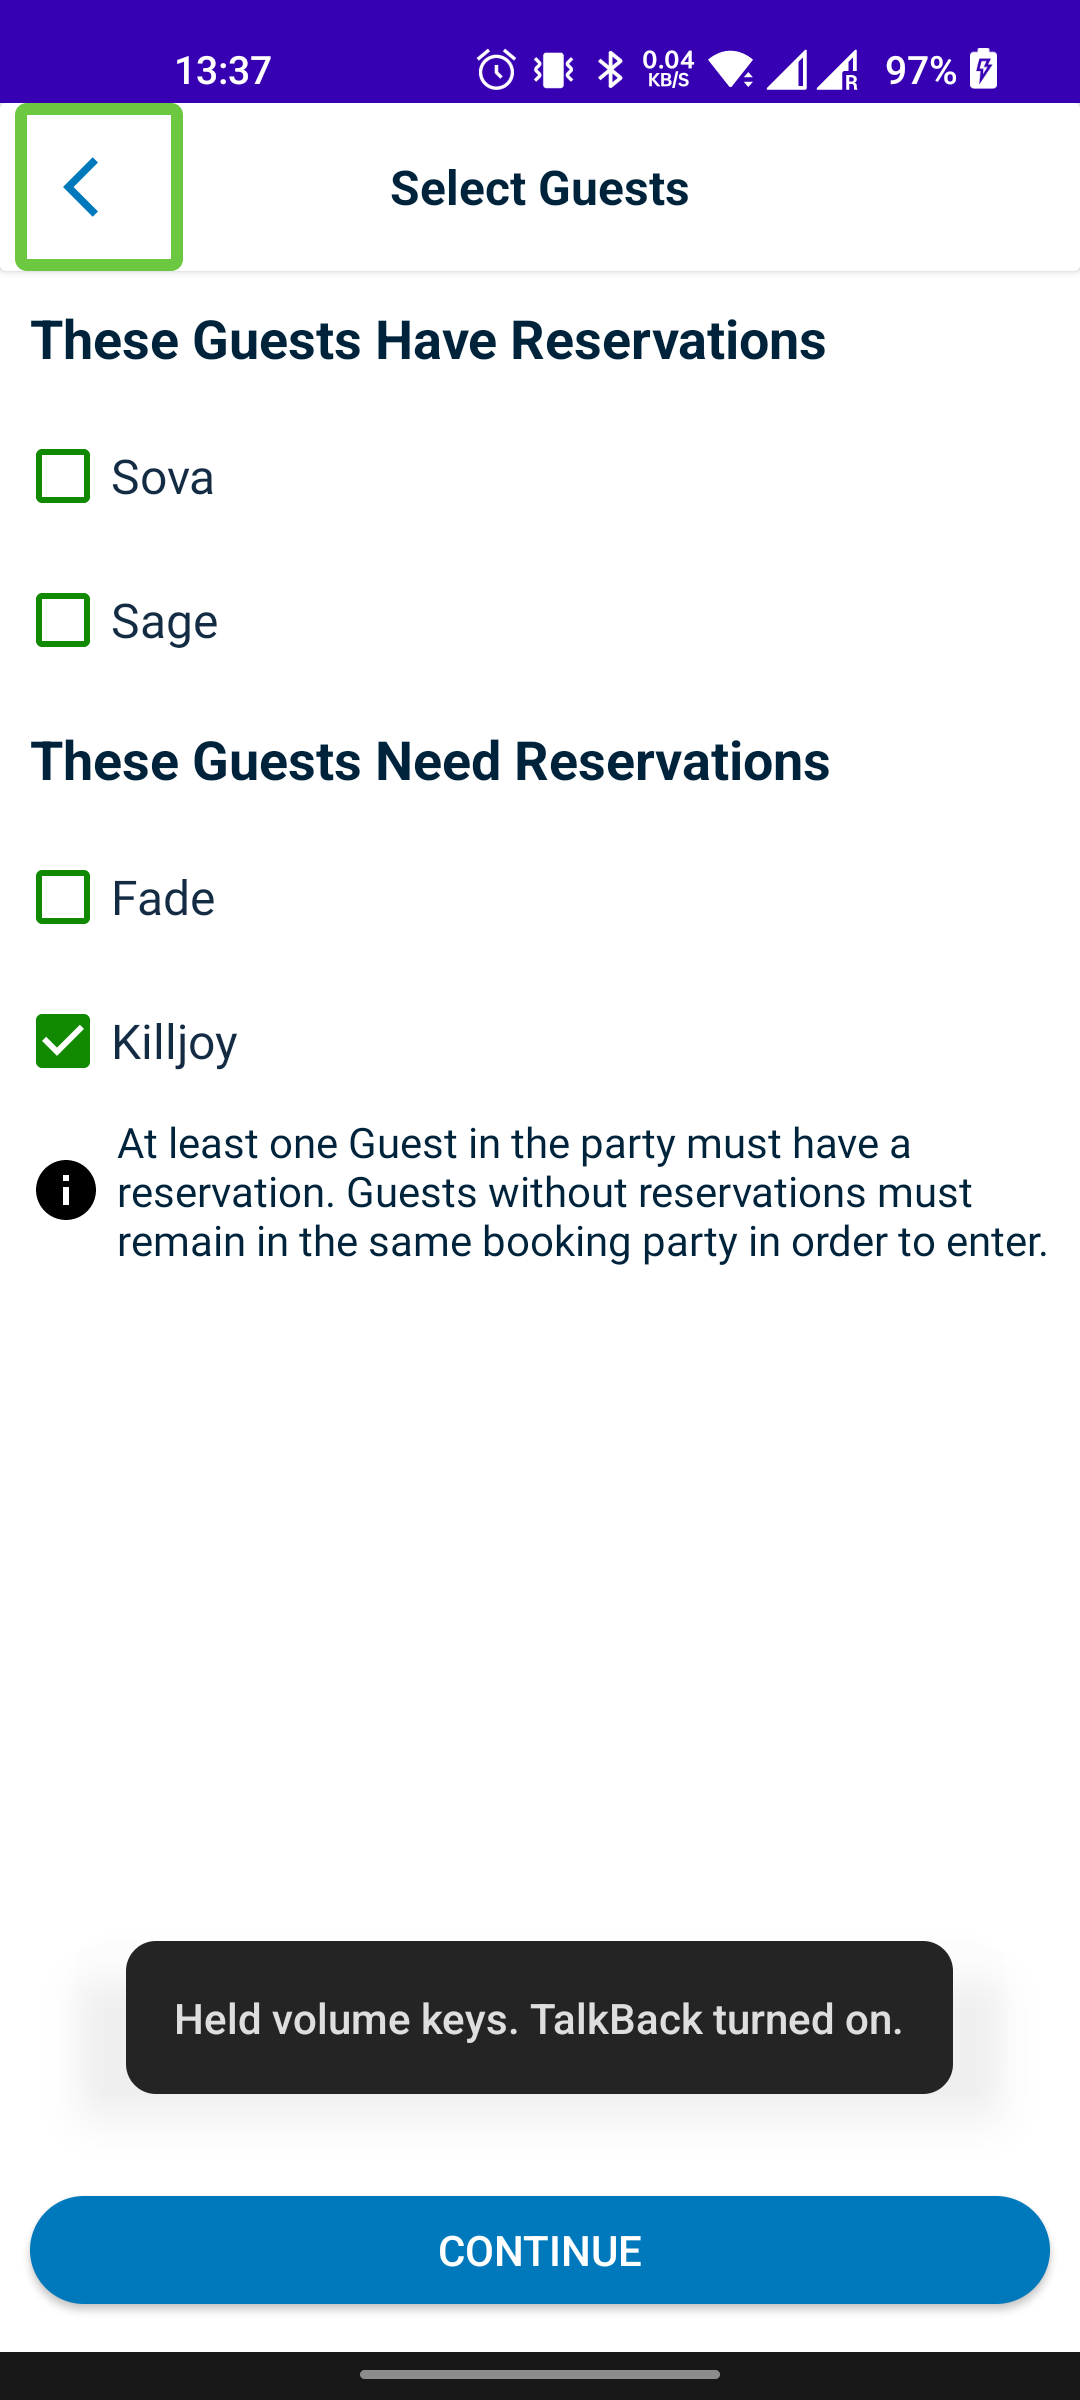 13:37
0.04
KB/S
R
97%
Select Guests
These Guests Have Reservations
Sova
Sage
These Guests Need Reservations
Fade
Killjoy
At least one Guest in the party must have a
reservation. Guests without reservations must
remain in the same booking party in order to enter.
Held volume keys. TalkBack turned on.
CONTINUE